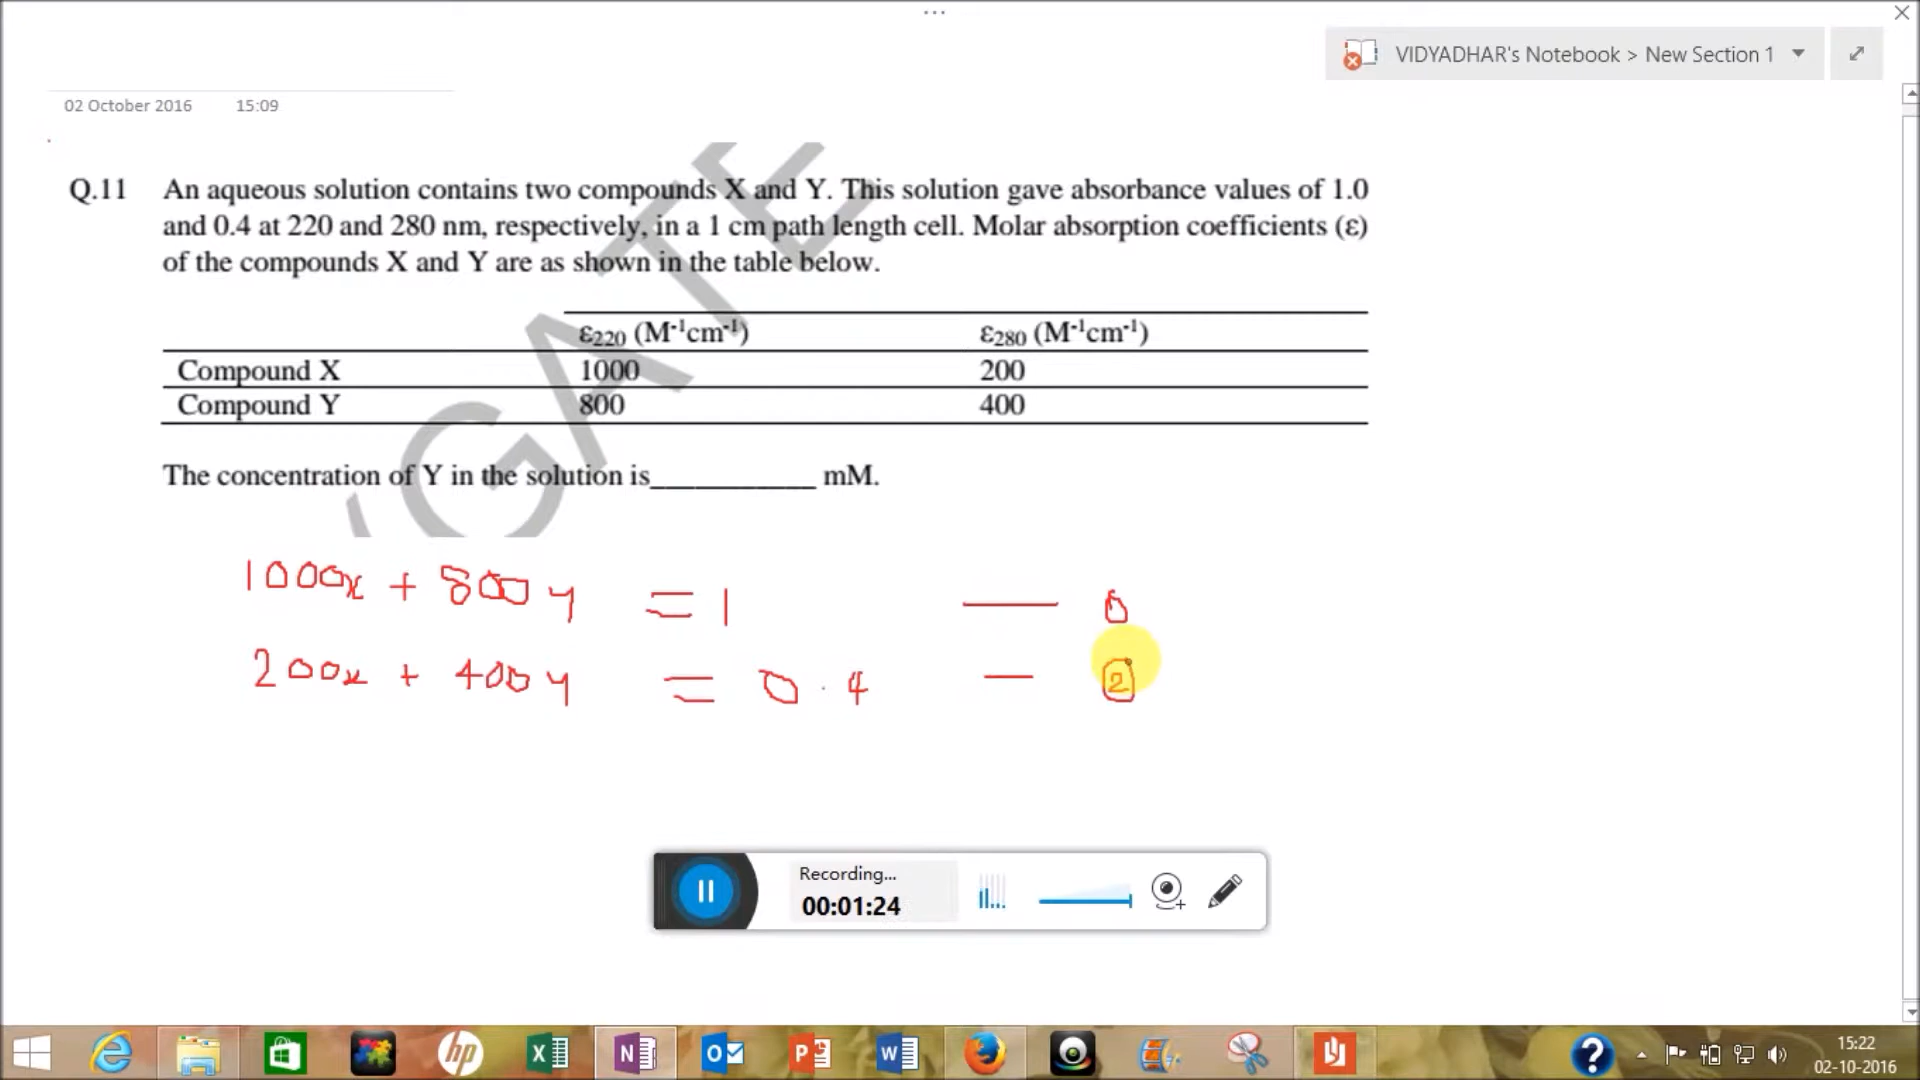 ...
VIDYADHAR's Notebook > New Section 1
02 October 2016 15:09
Q.11 An aqueous solution contains two compounds X and Y. This solution gave absorbance values of 1.0
and 0.4 at 220 and 280 nm, respectively, in a 1 cm path length cell. Molar absorption coefficients (ε)
of the compounds X and Y are as shown in the table below.
ε₂₂₀ (M⁻¹cm⁻¹) ε₂₈₀ (M⁻¹cm⁻¹)
Compound X 1000 200
Compound Y 800 400
The concentration of Y in the solution is___________ mM.
'GATE
1000x + 800y = 1 —
200x + 400y = 0.4 — 2
Recording...
00:01:24
15:22
02-10-2016